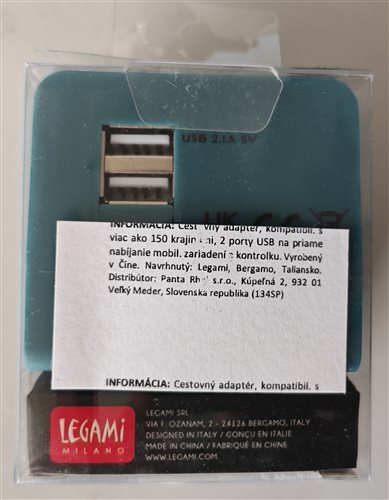 USB 2.1A 5V
UK CE
INFORMÁCIA: Cest vný adaptér, kompatibil. s
viac ako 150 krajin mi, 2 porty USB na priame
nabíjanie mobil. zariadení kontrolku. Vyrobený
v Číne. Navrhnutý: Legami, Bergamo, Taliansko.
Distribútor: Panta Rh s.r.o., Kúpeľná 2, 932 01
Veľký Meder, Slovenska republika (134SP)
INFORMÁCIA: Cestovný adaptér, kompatibil. s
LEGAMI
MILANO
LEGAMI SRL
VIA F. OZANAM, 2 - 24126 BERGAMO, ITALY
DESIGNED IN ITALY / CONÇU EN ITALIE
MADE IN CHINA / FABRIQUÉ EN CHINE
WWW.LEGAMI.COM